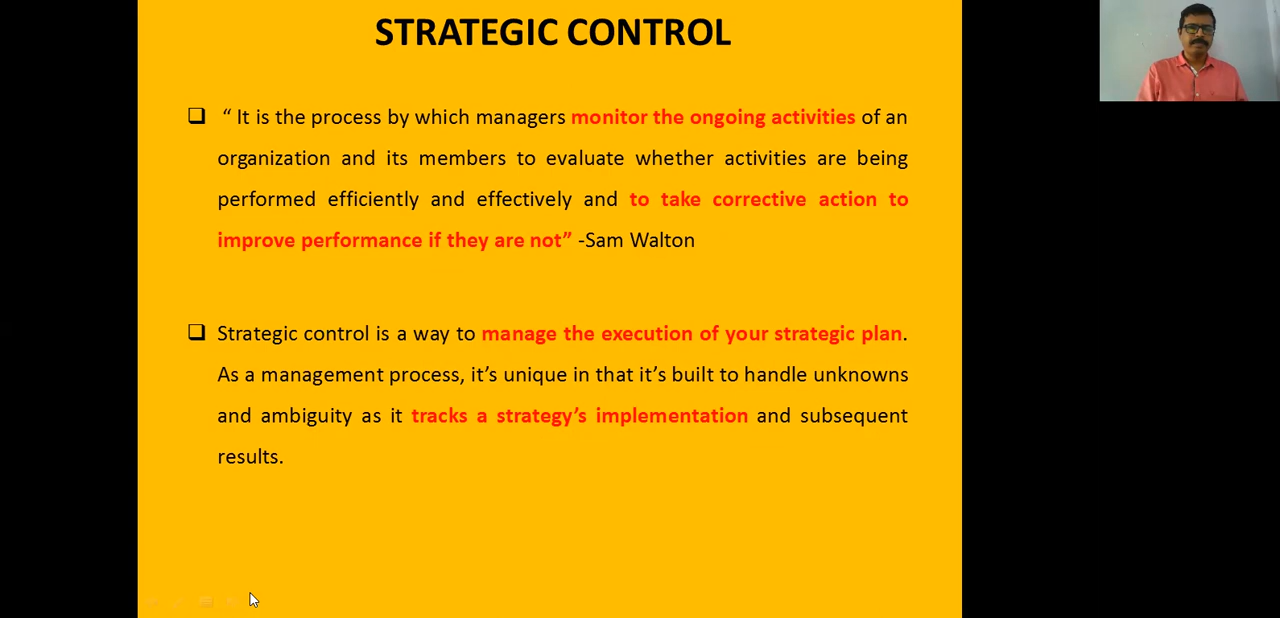 STRATEGIC CONTROL
❑ “ It is the process by which managers monitor the ongoing activities of an
organization and its members to evaluate whether activities are being
performed efficiently and effectively and to take corrective action to
improve performance if they are not” -Sam Walton
❑ Strategic control is a way to manage the execution of your strategic plan.
As a management process, it’s unique in that it’s built to handle unknowns
and ambiguity as it tracks a strategy’s implementation and subsequent
results.